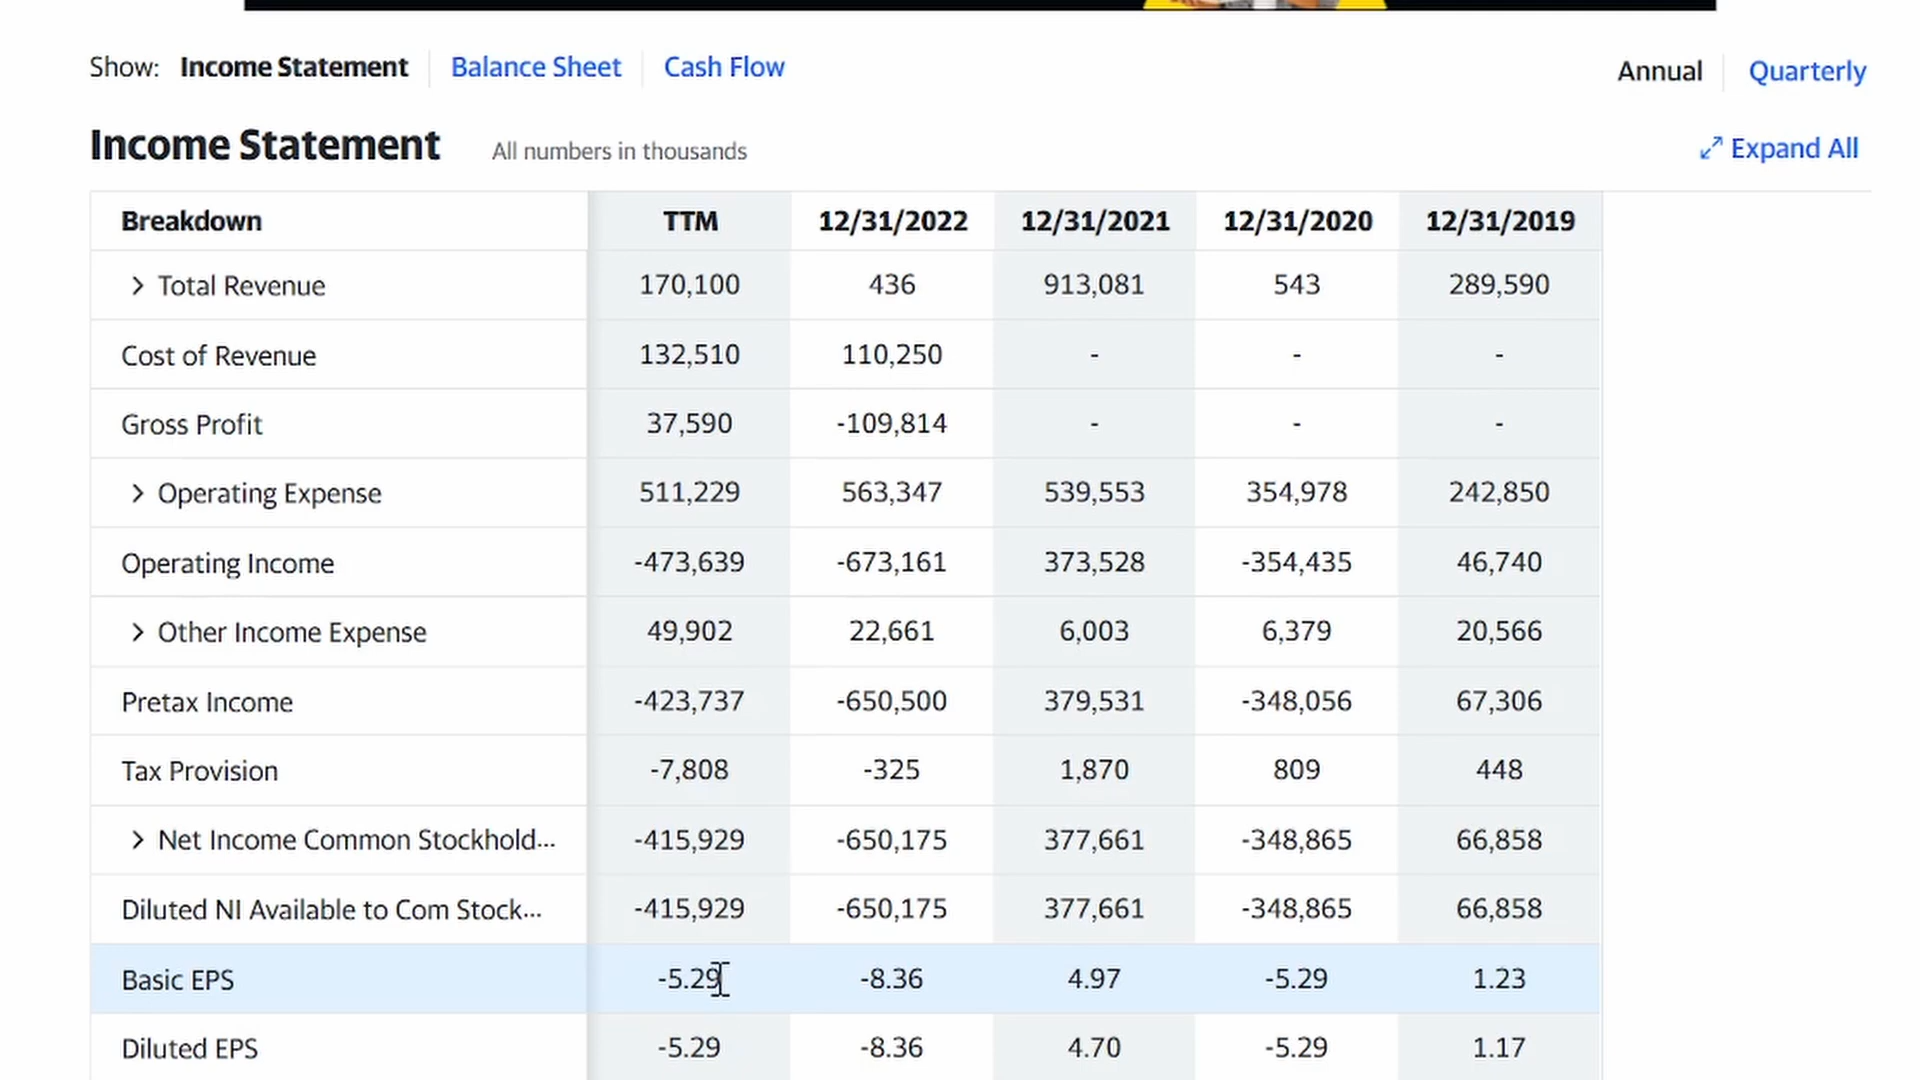 Show: Income Statement Balance Sheet Cash Flow Annual Quarterly
Income Statement All numbers in thousands Expand All
Breakdown TTM 12/31/2022 12/31/2021 12/31/2020 12/31/2019
Total Revenue 170,100 436 913,081 543 289,590
Cost of Revenue 132,510 110,250 - - -
Gross Profit 37,590 -109,814 - - -
Operating Expense 511,229 563,347 539,553 354,978 242,850
Operating Income -473,639 -673,161 373,528 -354,435 46,740
Other Income Expense 49,902 22,661 6,003 6,379 20,566
Pretax Income -423,737 -650,500 379,531 -348,056 67,306
Tax Provision -7,808 -325 1,870 809 448
Net Income Common Stockhold... -415,929 -650,175 377,661 -348,865 66,858
Diluted NI Available to Com Stock... -415,929 -650,175 377,661 -348,865 66,858
Basic EPS -5.29 -8.36 4.97 -5.29 1.23
Diluted EPS -5.29 -8.36 4.70 -5.29 1.17